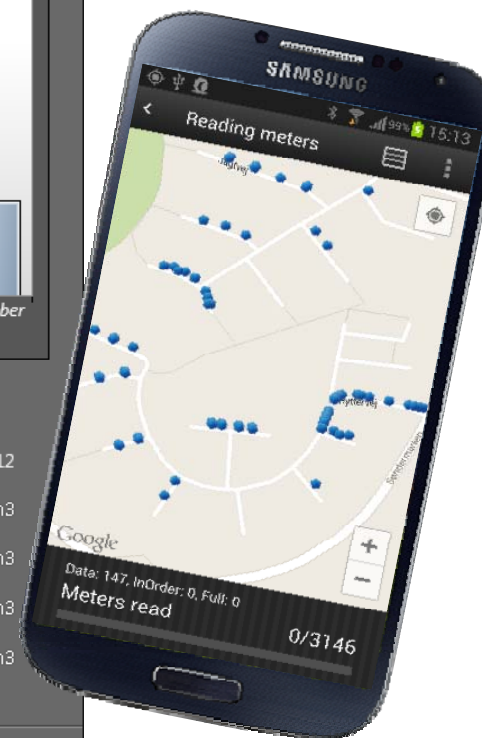 ber
12
n3
n3
n3
n3
SAMSUNG
99% 15:13
Reading meters
Google
Data: 147, InOrder: 0, Full: 0
Meters read
0/3146